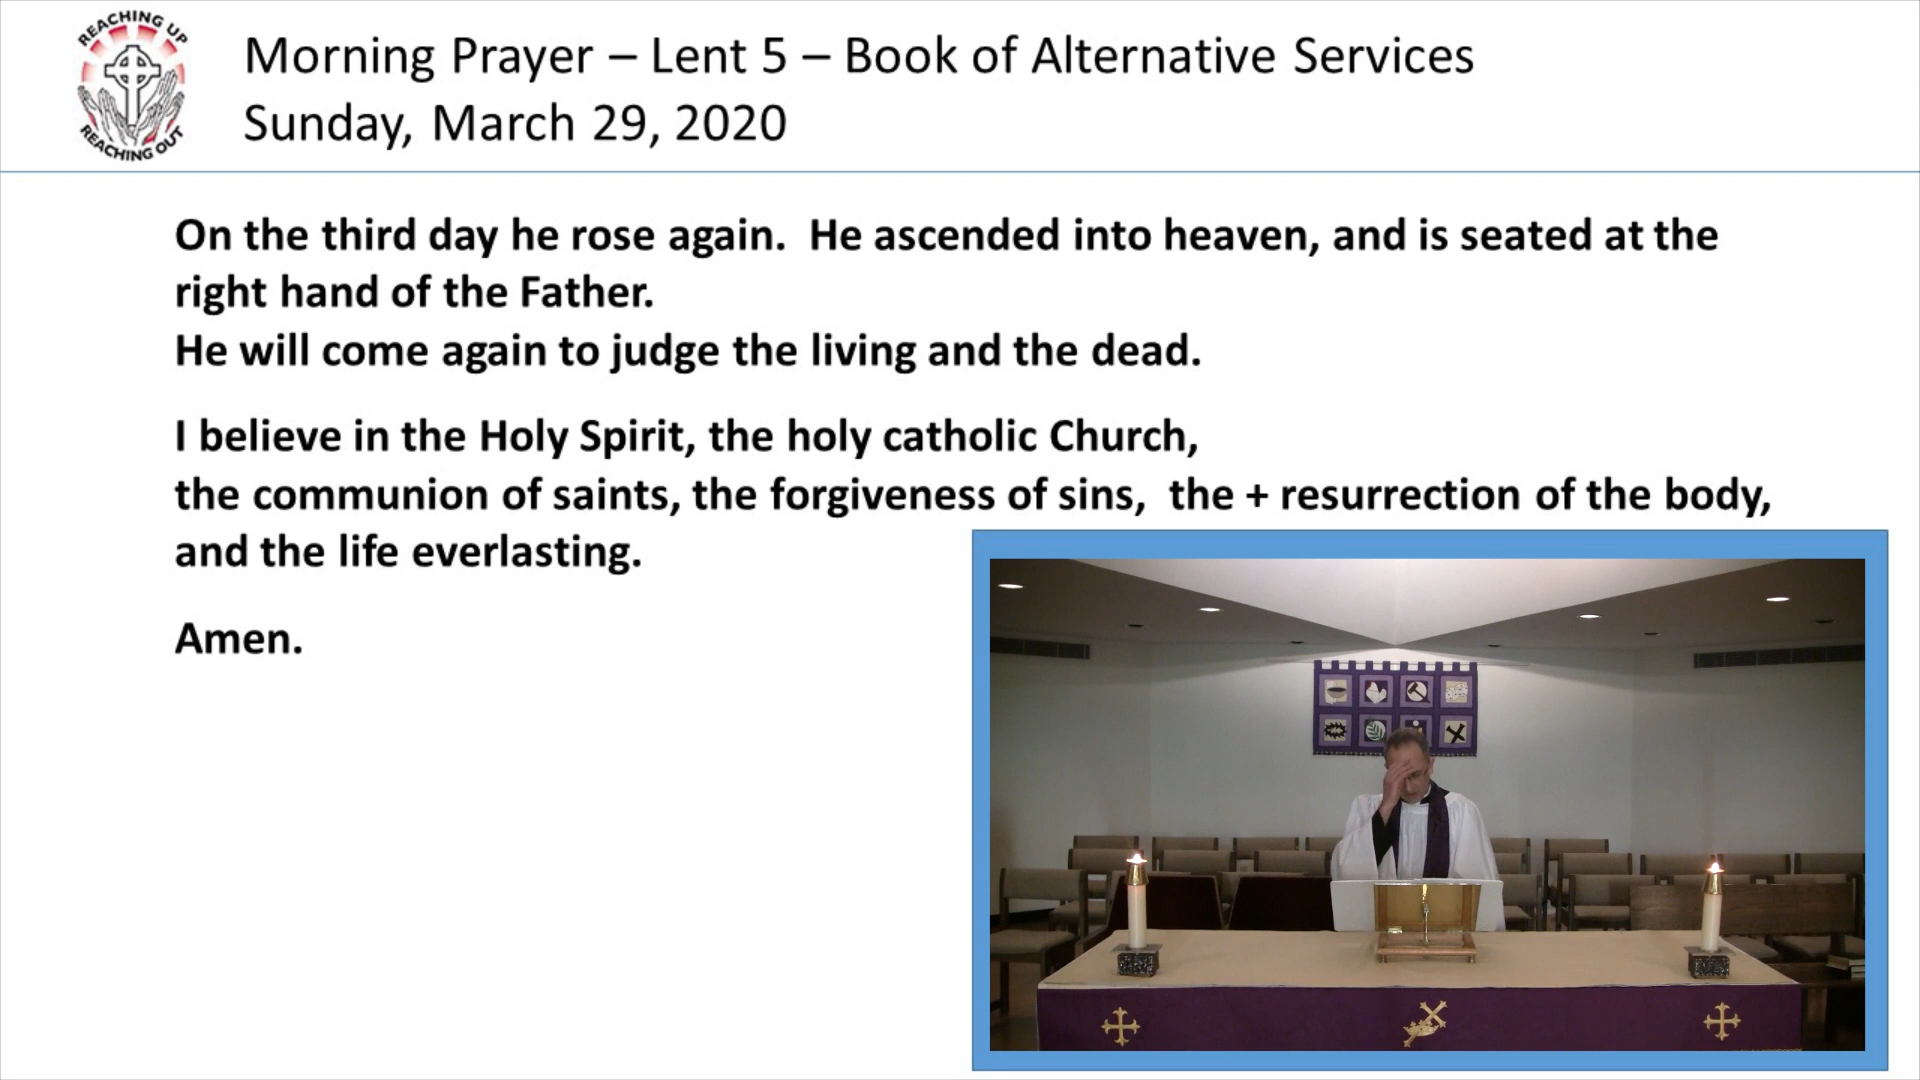 REACHING UP
REACHING OUT
Morning Prayer – Lent 5 – Book of Alternative Services
Sunday, March 29, 2020
On the third day he rose again.  He ascended into heaven, and is seated at the
right hand of the Father.
He will come again to judge the living and the dead.
I believe in the Holy Spirit, the holy catholic Church,
the communion of saints, the forgiveness of sins,  the + resurrection of the body,
and the life everlasting.
Amen.